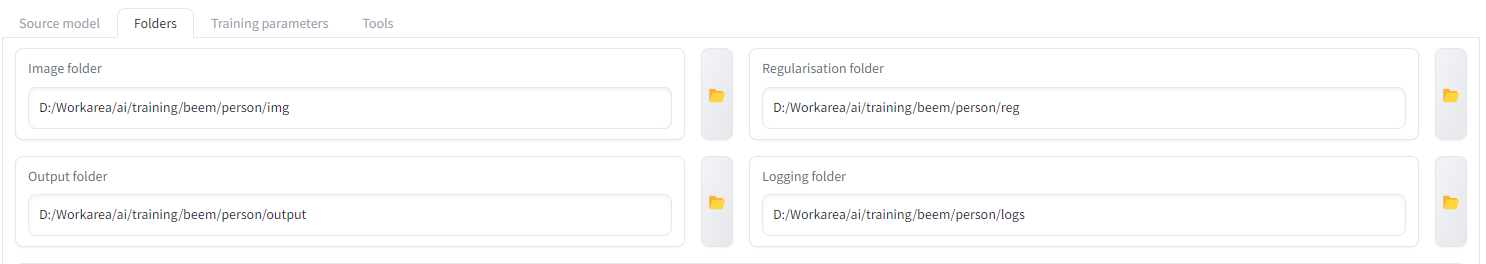 Source model Folders Training parameters Tools
Image folder
D:/Workarea/ai/training/beem/person/img
Regularisation folder
D:/Workarea/ai/training/beem/person/reg
Output folder
D:/Workarea/ai/training/beem/person/output
Logging folder
D:/Workarea/ai/training/beem/person/logs